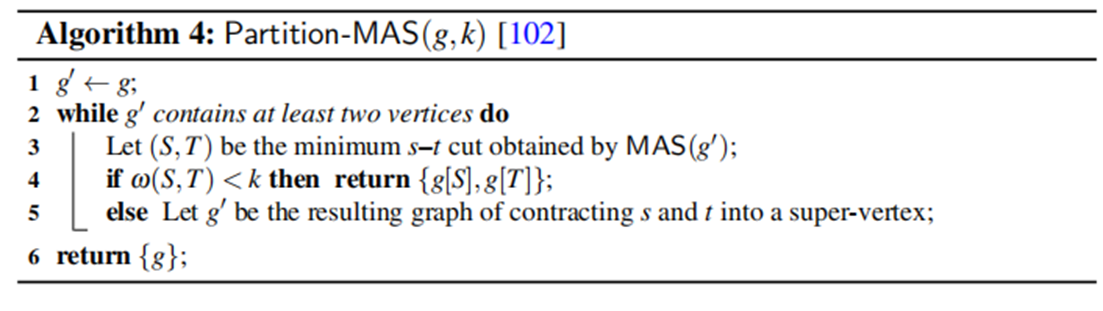 Algorithm 4: Partition-MAS(g,k) [102]
1 g′ ← g;
2 while g′ contains at least two vertices do
3 Let (S,T) be the minimum s–t cut obtained by MAS(g′);
4 if ω(S,T) < k then return {g[S],g[T]};
5 else Let g′ be the resulting graph of contracting s and t into a super-vertex;
6 return {g};